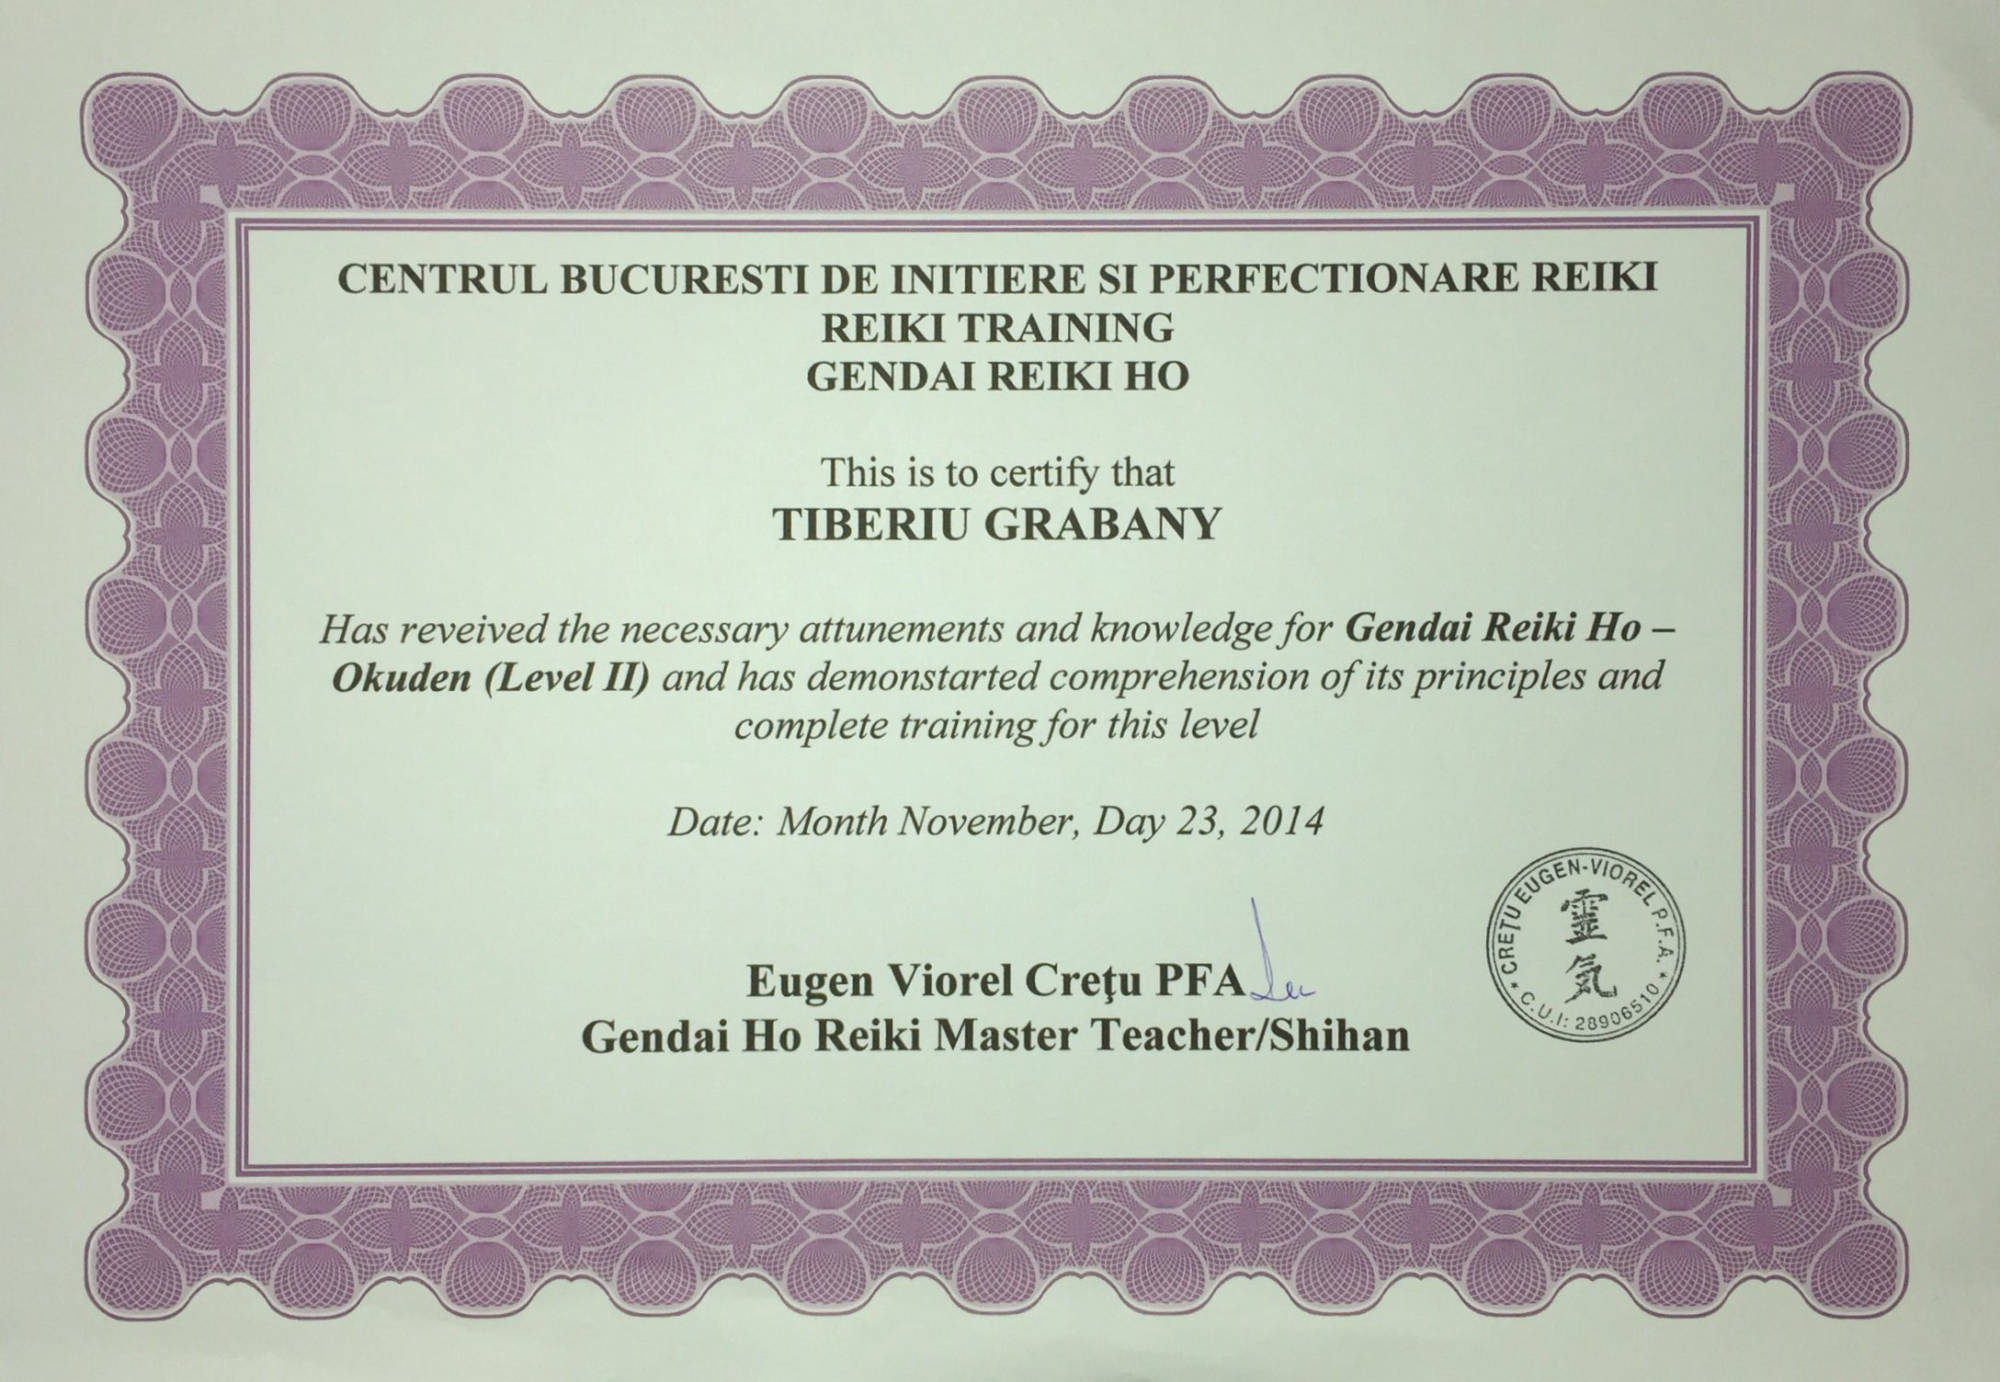 CENTRUL BUCURESTI DE INITIERE SI PERFECTIONARE REIKI
REIKI TRAINING
GENDAI REIKI HO
This is to certify that
TIBERIU GRABANY
Has reveived the necessary attunements and knowledge for Gendai Reiki Ho –
Okuden (Level II) and has demonstarted comprehension of its principles and
complete training for this level
Date: Month November, Day 23, 2014
Eugen Viorel Creţu PFA
Gendai Ho Reiki Master Teacher/Shihan
* CREŢU EUGEN-VIOREL P.F.A. *
C.U.I: 28906510
靈
気